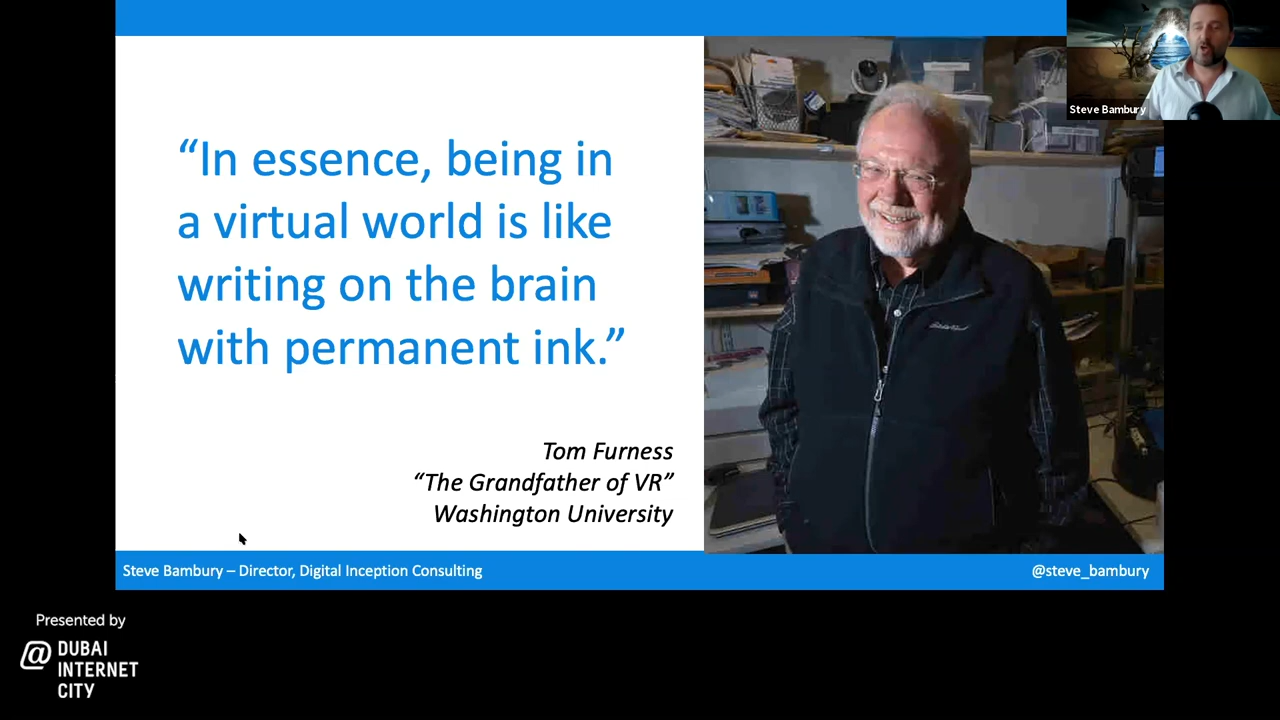 “In essence, being in
a virtual world is like
writing on the brain
with permanent ink.”
Tom Furness
“The Grandfather of VR”
Washington University
Steve Bambury – Director, Digital Inception Consulting
@steve_bambury
Steve Bambury
Presented by
@ DUBAI
INTERNET
CITY